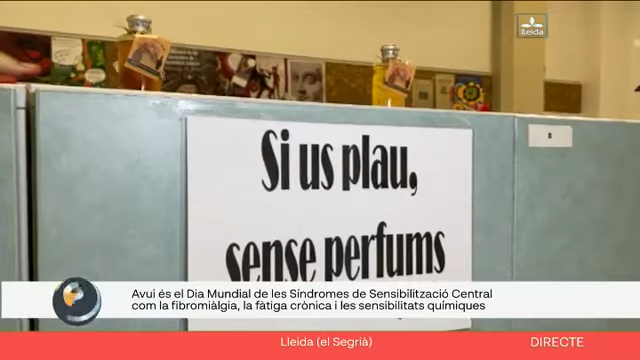 lleida
Si us plau,
sense perfums
Avui és el Dia Mundial de les Síndromes de Sensibilització Central
com la fibromiàlgia, la fàtiga crònica i les sensibilitats químiques
Lleida (el Segrià)
DIRECTE